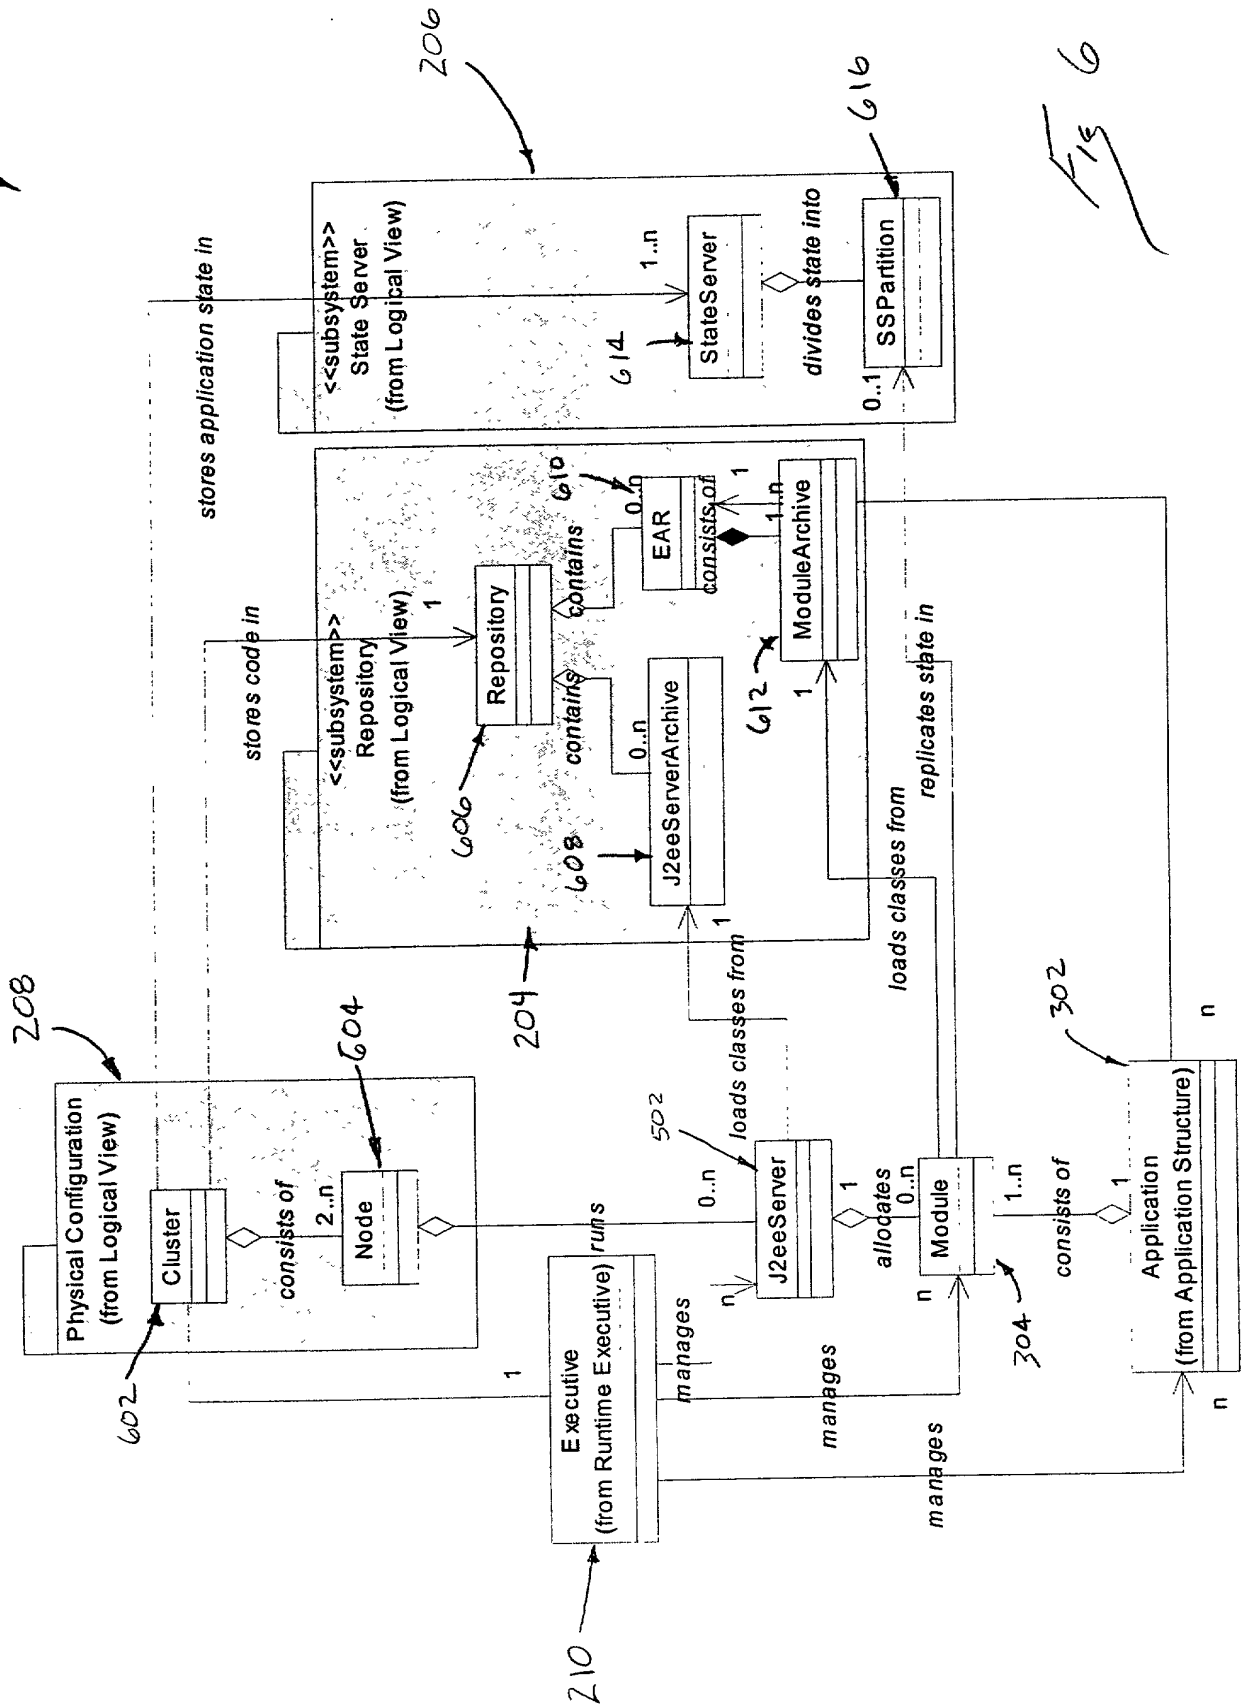 208
Physical Configuration
(from Logical View)
Cluster
602
consists of
2..n
Node
604
stores application state in
stores code in
206
<<subsystem>>
State Server
(from Logical View)
1..n
StateServer
614
divides state into
SSPartition
616
0..1
<<subsystem>>
Repository
(from Logical View)
1
Repository
606
contains
0..n
610
EAR
consists of
1
1..n
ModuleArchive
612
1
contains
0..n
J2eeServerArchive
608
1
204
loads classes from
loads classes from
replicates state in
1
Executive
(from Runtime Executive)
210
runs
0..n
502
J2eeServer
n
manages
1
allocates
0..n
Module
304
n
manages
1..n
consists of
1
302
Application
(from Application Structure)
n
n
manages
Fig 6